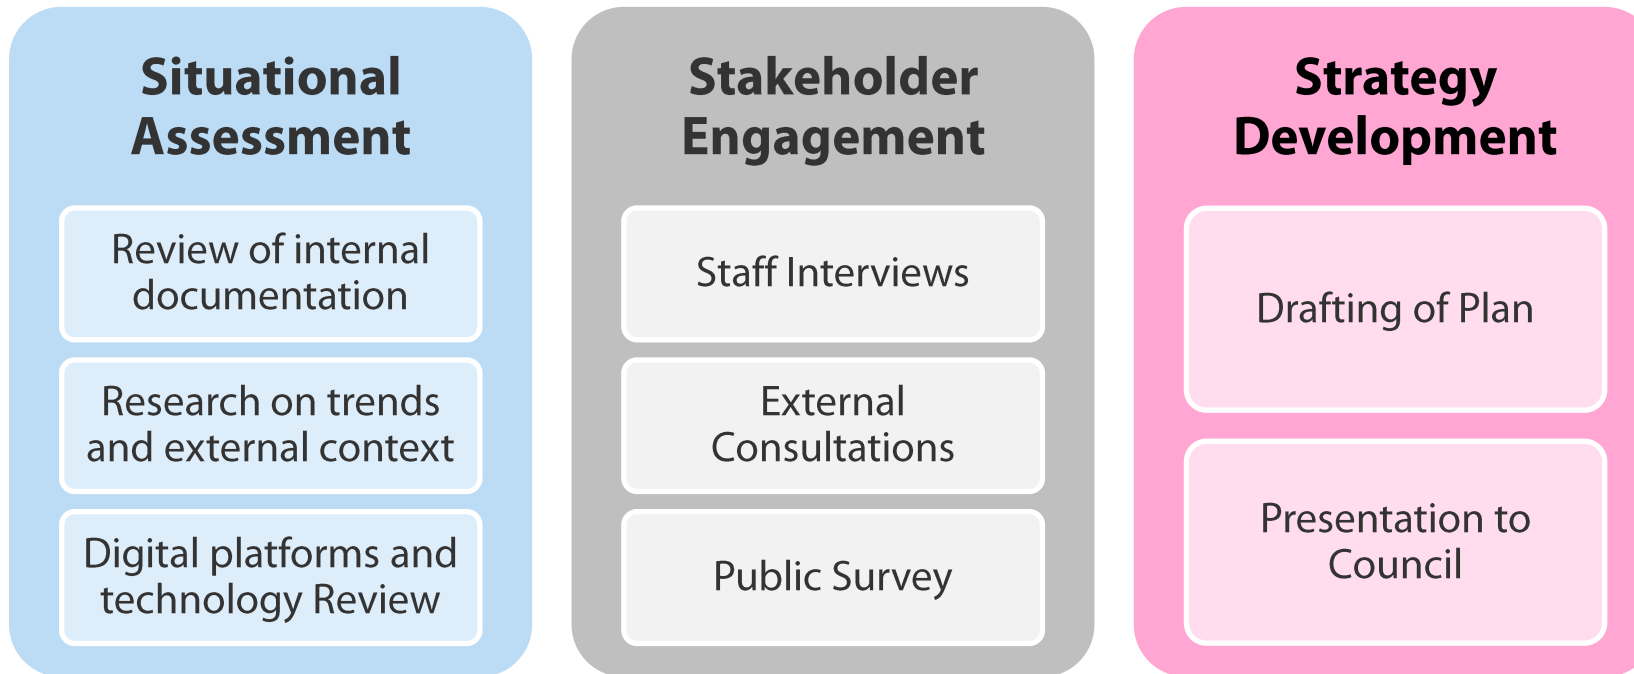 Situational
Assessment
Review of internal
documentation
Research on trends
and external context
Digital platforms and
technology Review
Stakeholder
Engagement
Staff Interviews
External
Consultations
Public Survey
Strategy
Development
Drafting of Plan
Presentation to
Council